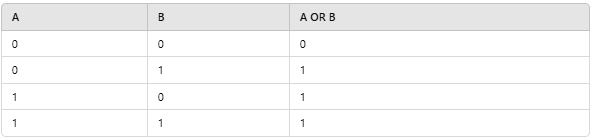 A B A OR B
0 0 0
0 1 1
1 0 1
1 1 1